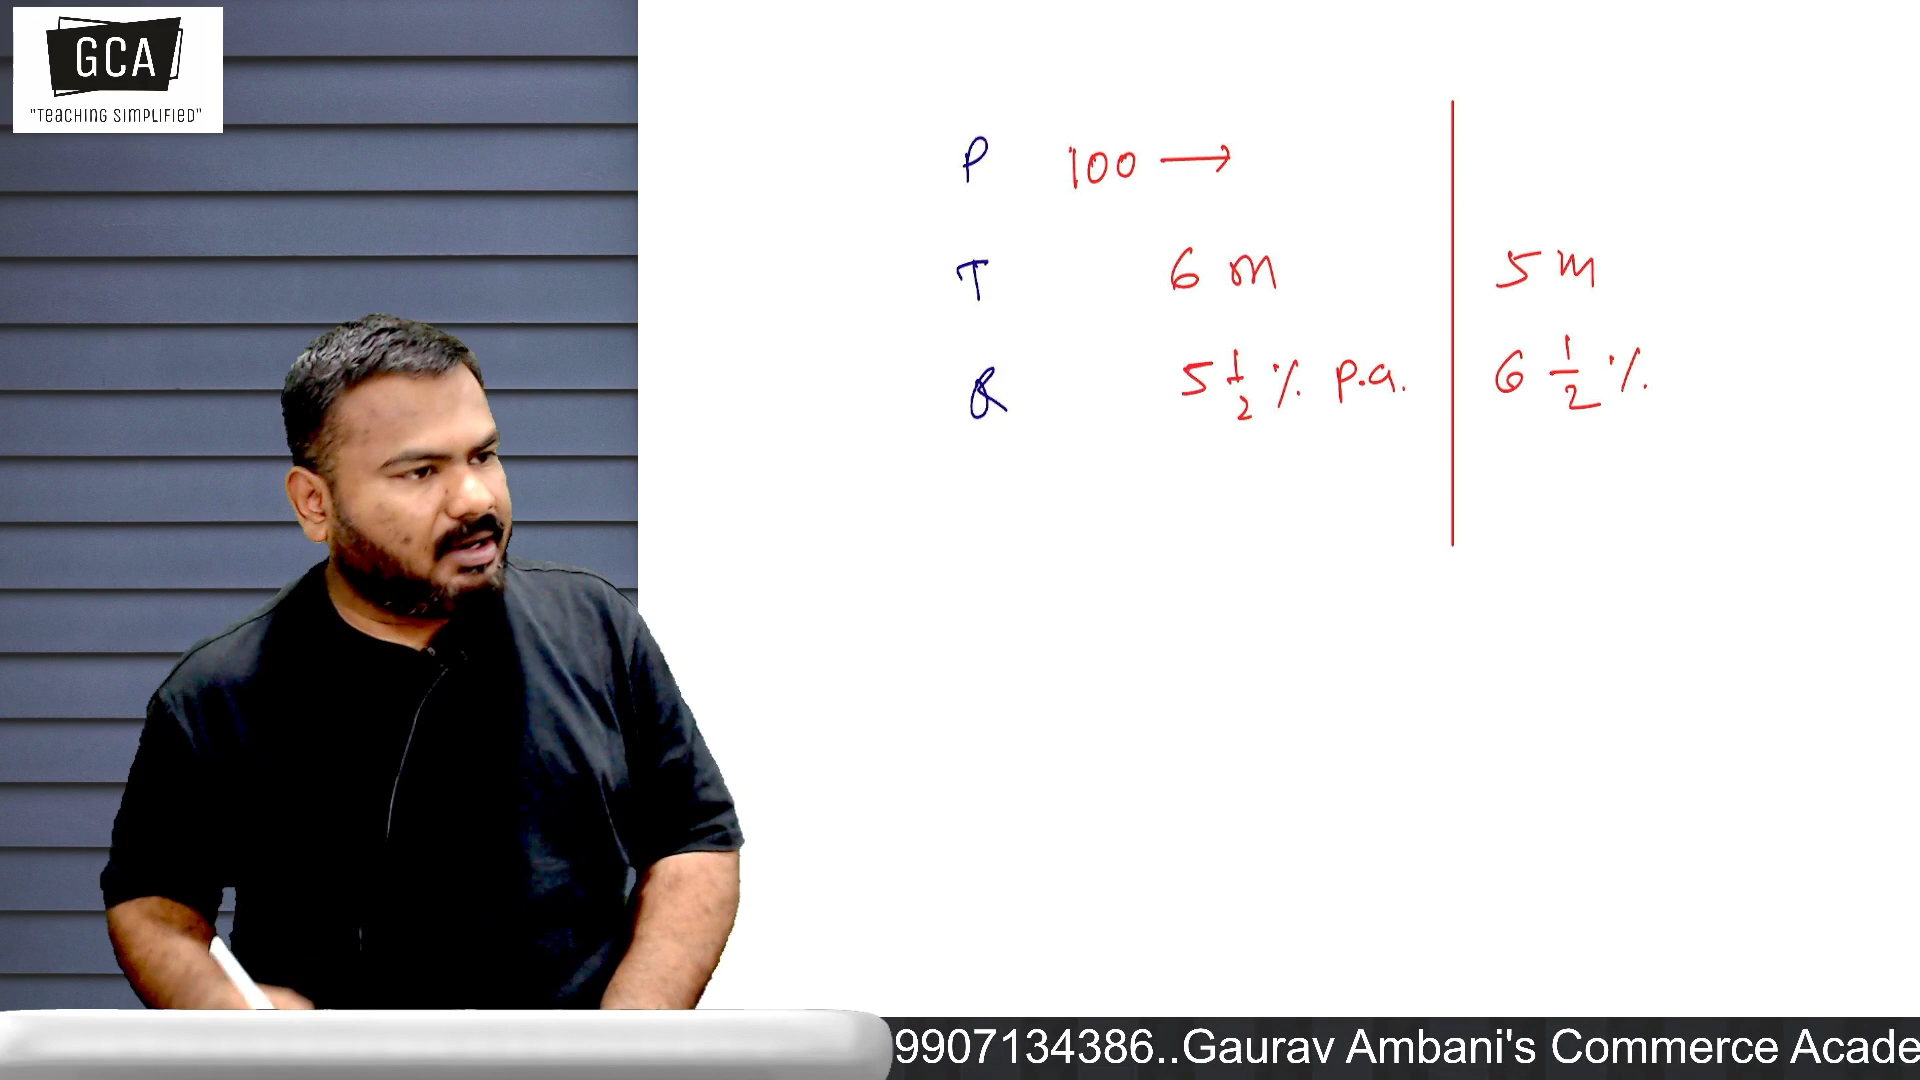 GCA
"Teaching Simplified"
P 100 →
T 6 m 5 m
R 5 1/2 % p.a. 6 1/2 %
9907134386..Gaurav Ambani's Commerce Acade